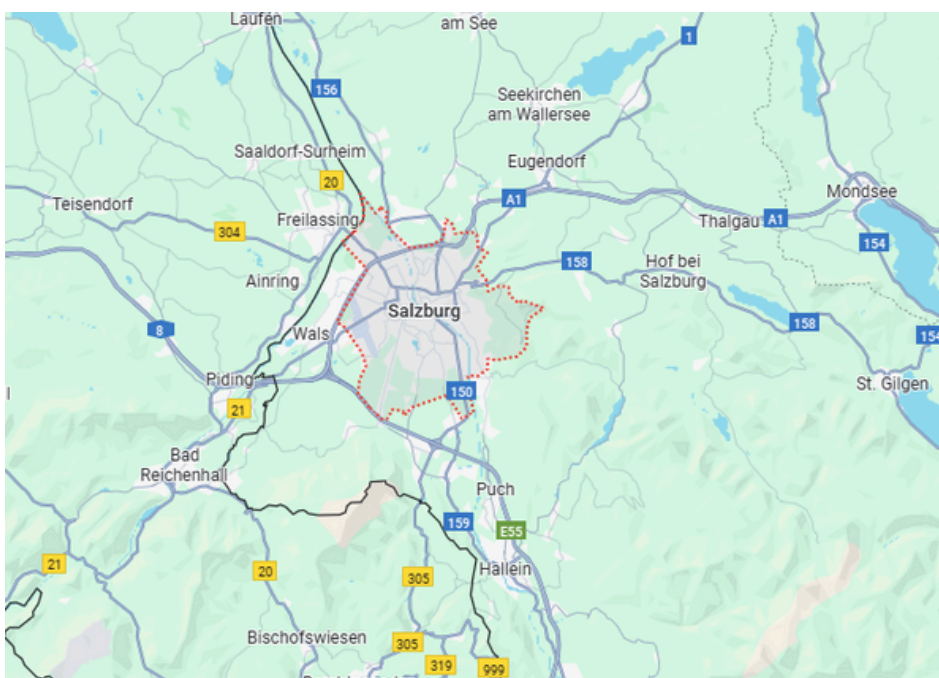 Laufen
am See
1
156
Seekirchen
am Wallersee
Saaldorf-Surheim
Eugendorf
20
A1
Mondsee
Teisendorf
Freilassing
Thalgau
A1
304
154
158
Hof bei
Salzburg
Ainring
Salzburg
8
Wals
158
154
Piding
St. Gilgen
150
21
Bad
Reichenhall
Puch
159
E55
21
20
305
Hallein
Bischofswiesen
305
319
999